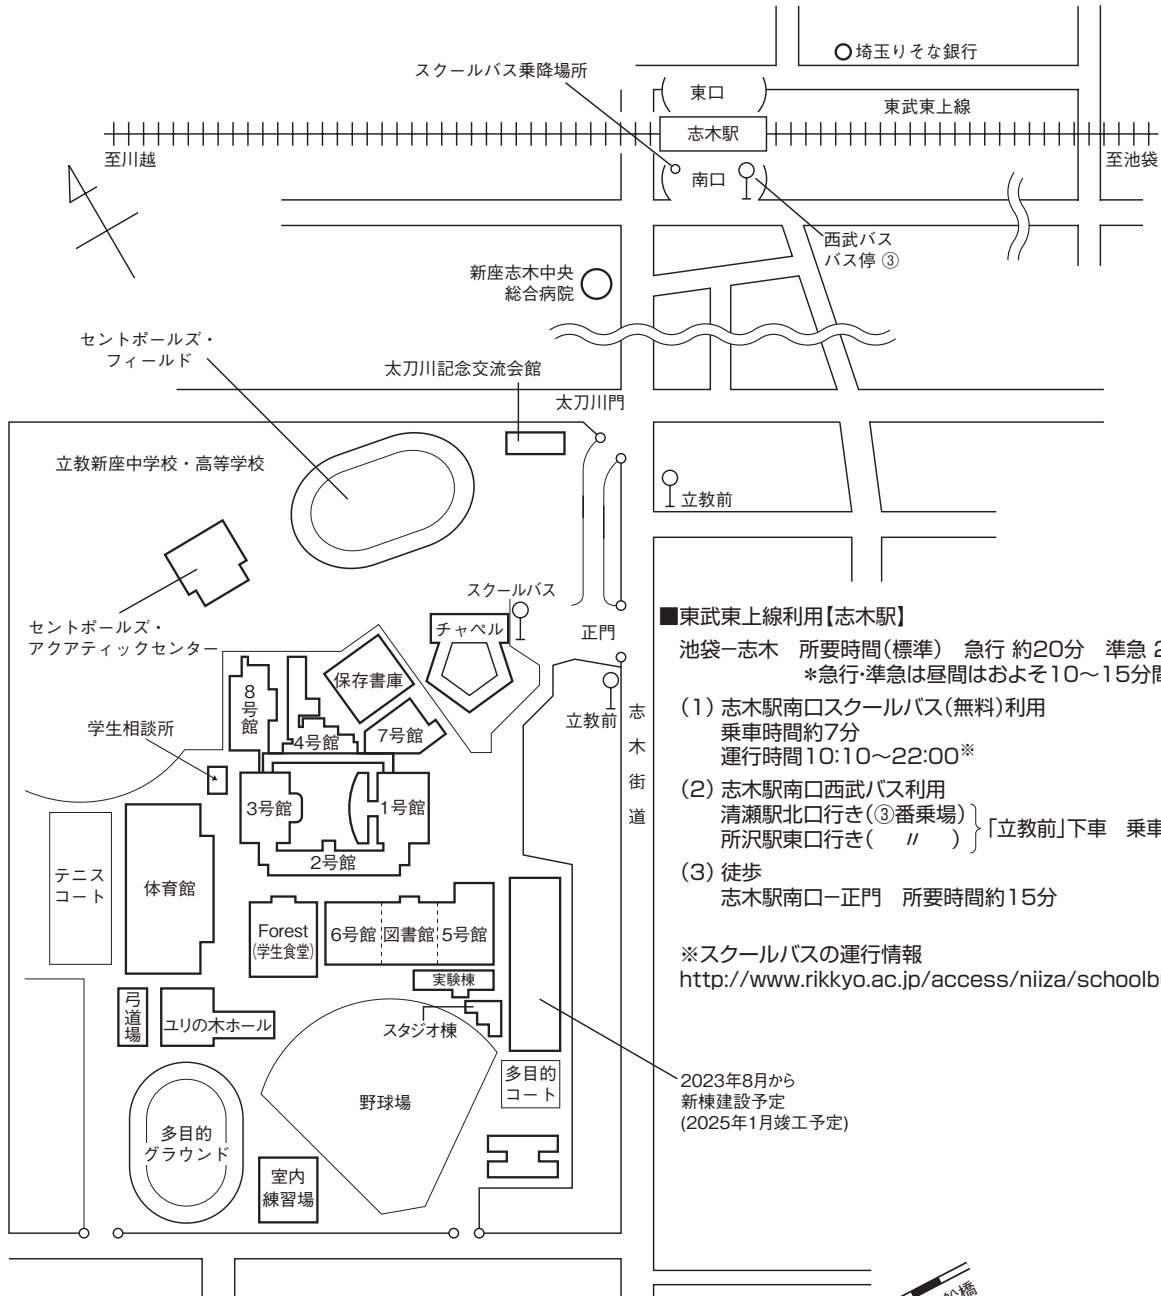 埼玉りそな銀行
スクールバス乗降場所
東口
東武東上線
志木駅
至川越
至池袋
南口
西武バス
バス停 ③
新座志木中央
総合病院
セントポールズ・
フィールド
太刀川記念交流会館
太刀川門
立教新座中学校・高等学校
立教前
スクールバス
セントポールズ・
アクアティックセンター
チャペル
正門
保存書庫
8号館
立教前
志木街道
学生相談所
4号館
7号館
3号館
1号館
2号館
テニス
コート
体育館
Forest
(学生食堂)
6号館
図書館
5号館
実験棟
弓道場
ユリの木ホール
スタジオ棟
多目的
コート
野球場
多目的
グラウンド
室内
練習場
2023年8月から
新棟建設予定
(2025年1月竣工予定)
■東武東上線利用【志木駅】
池袋−志木　所要時間(標準)　急行 約20分　準急 2
*急行・準急は昼間はおよそ10〜15分間
(1) 志木駅南口スクールバス(無料)利用
乗車時間約7分
運行時間10:10〜22:00※
(2) 志木駅南口西武バス利用
清瀬駅北口行き(③番乗場)
所沢駅東口行き(　〃　)
「立教前」下車　乗車
(3) 徒歩
志木駅南口−正門　所要時間約15分
※スクールバスの運行情報
http://www.rikkyo.ac.jp/access/niiza/schoolb
船橋